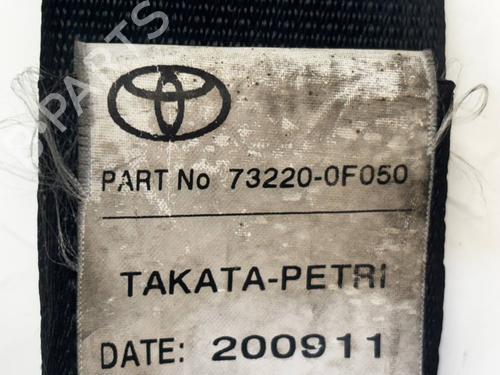 PART No 73220-0F050
TAKATA-PETRI
DATE: 200911